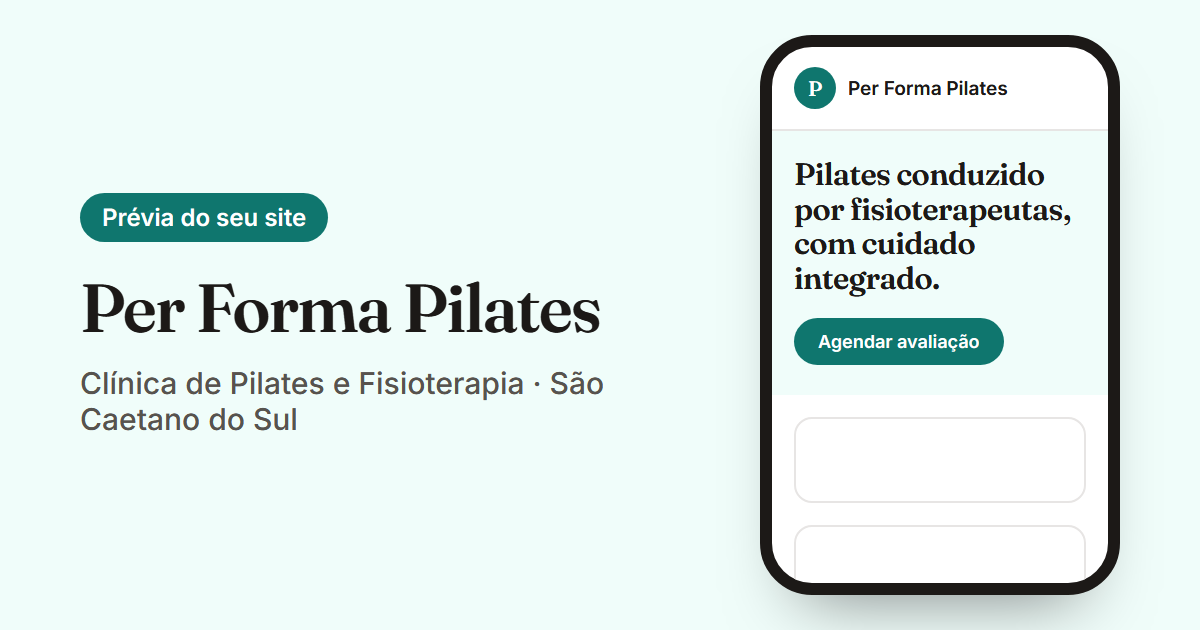 Prévia do seu site
Per Forma Pilates
Clínica de Pilates e Fisioterapia · São
Caetano do Sul
P
Per Forma Pilates
Pilates conduzido
por fisioterapeutas,
com cuidado
integrado.
Agendar avaliação